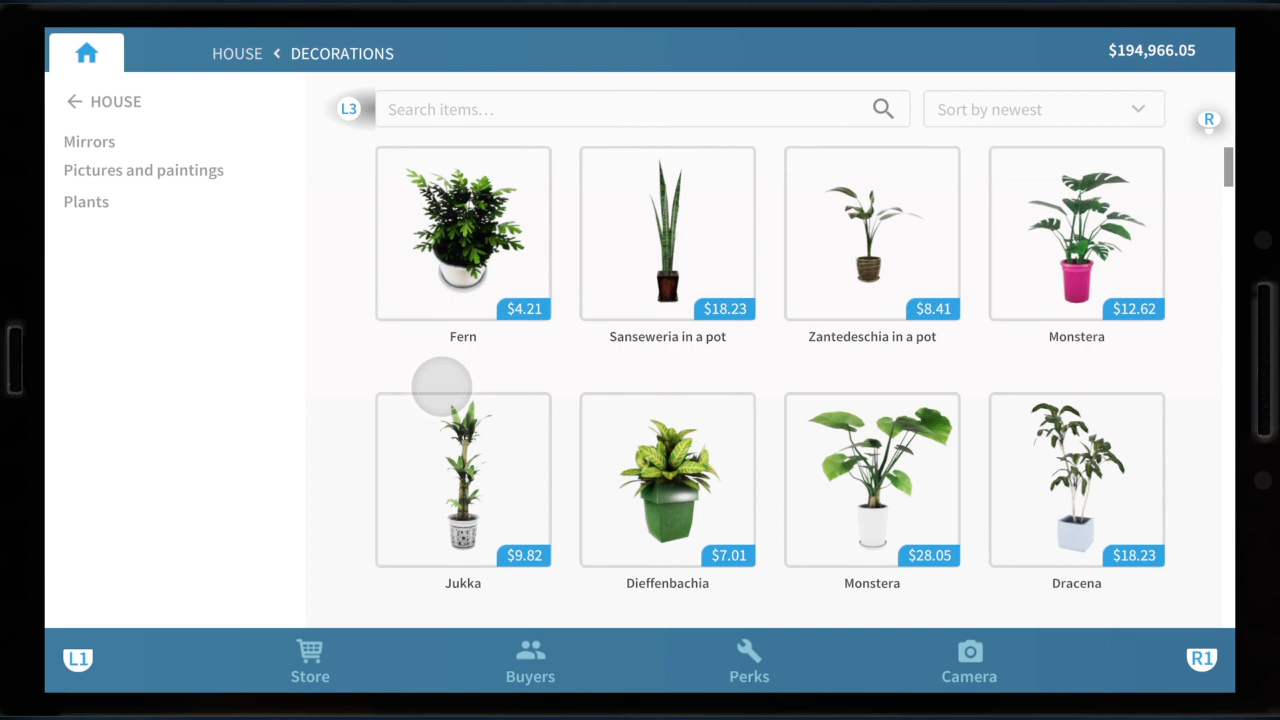 HOUSE < DECORATIONS
$194,966.05
HOUSE
Mirrors
Pictures and paintings
Plants
L3
Search items...
Sort by newest
R
$4.21
$18.23
$8.41
$12.62
Fern
Sanseweria in a pot
Zantedeschia in a pot
Monstera
$9.82
$7.01
$28.05
$18.23
Jukka
Dieffenbachia
Monstera
Dracena
L1
Store
Buyers
Perks
Camera
R1